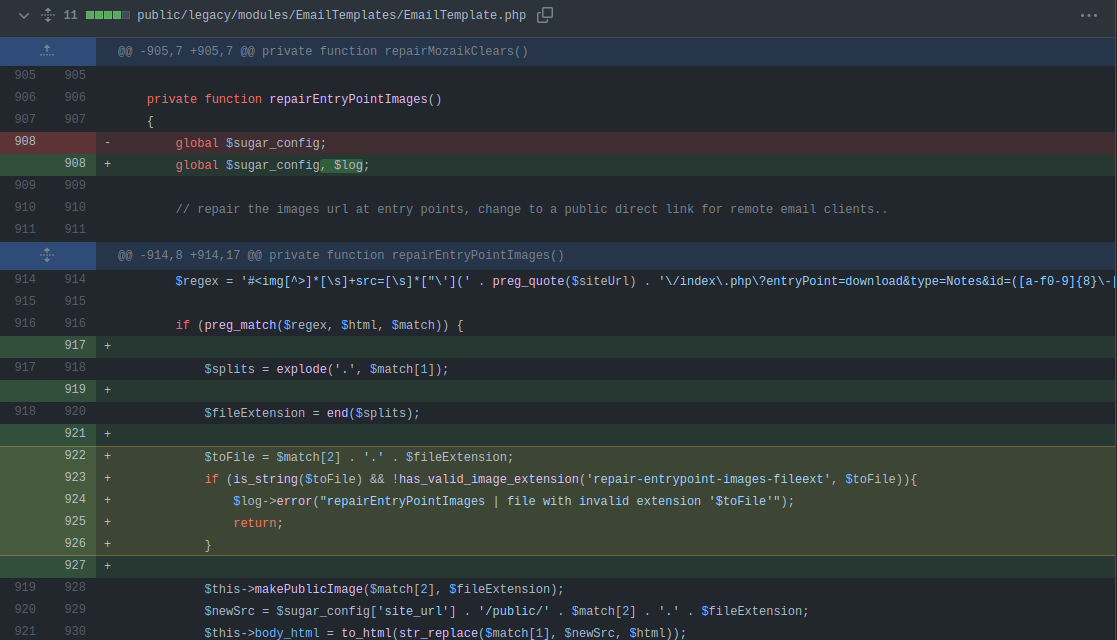 11 public/legacy/modules/EmailTemplates/EmailTemplate.php
@@ -905,7 +905,7 @@ private function repairMozaikClears()
905 905
906 906 private function repairEntryPointImages()
907 907 {
908 - global $sugar_config;
908 + global $sugar_config, $log;
909 909
910 910 // repair the images url at entry points, change to a public direct link for remote email clients..
911 911
@@ -914,8 +914,17 @@ private function repairEntryPointImages()
914 914 $regex = '#<img[^>]*[\s]+src=[\s]*["\'](' . preg_quote($siteUrl) . '\/index\.php\?entryPoint=download&type=Notes&id=([a-f0-9]{8}\-[
915 915
916 916 if (preg_match($regex, $html, $match)) {
917 +
917 918 $splits = explode('.', $match[1]);
919 +
918 920 $fileExtension = end($splits);
921 +
922 + $toFile = $match[2] . '.' . $fileExtension;
923 + if (is_string($toFile) && !has_valid_image_extension('repair-entrypoint-images-fileext', $toFile)){
924 + $log->error("repairEntryPointImages | file with invalid extension '$toFile'");
925 + return;
926 + }
927 +
919 928 $this->makePublicImage($match[2], $fileExtension);
920 929 $newSrc = $sugar_config['site_url'] . '/public/' . $match[2] . '.' . $fileExtension;
921 930 $this->body_html = to_html(str_replace($match[1], $newSrc, $html));